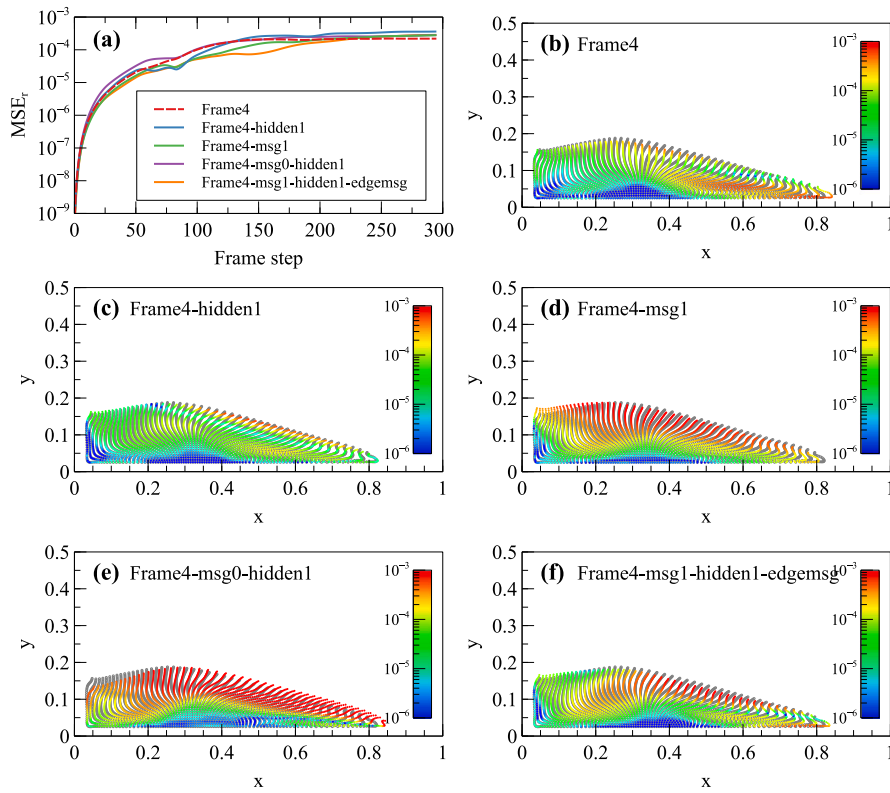 (a)
10⁻³
10⁻⁴
10⁻⁵
10⁻⁶
10⁻⁷
10⁻⁸
10⁻⁹
MSEᵣ
Frame4
Frame4-hidden1
Frame4-msg1
Frame4-msg0-hidden1
Frame4-msg1-hidden1-edgemsg
0 50 100 150 200 250 300
Frame step
(b) Frame4
0.5
0.4
0.3
0.2
0.1
0
y
10⁻³
10⁻⁴
10⁻⁵
10⁻⁶
0 0.2 0.4 0.6 0.8 1
x
(c) Frame4-hidden1
0.5
0.4
0.3
0.2
0.1
0
y
10⁻³
10⁻⁴
10⁻⁵
10⁻⁶
0 0.2 0.4 0.6 0.8 1
x
(d) Frame4-msg1
0.5
0.4
0.3
0.2
0.1
0
y
10⁻³
10⁻⁴
10⁻⁵
10⁻⁶
0 0.2 0.4 0.6 0.8 1
x
(e) Frame4-msg0-hidden1
0.5
0.4
0.3
0.2
0.1
0
y
10⁻³
10⁻⁴
10⁻⁵
10⁻⁶
0 0.2 0.4 0.6 0.8 1
x
(f) Frame4-msg1-hidden1-edgemsg
0.5
0.4
0.3
0.2
0.1
0
y
10⁻³
10⁻⁴
10⁻⁵
10⁻⁶
0 0.2 0.4 0.6 0.8 1
x